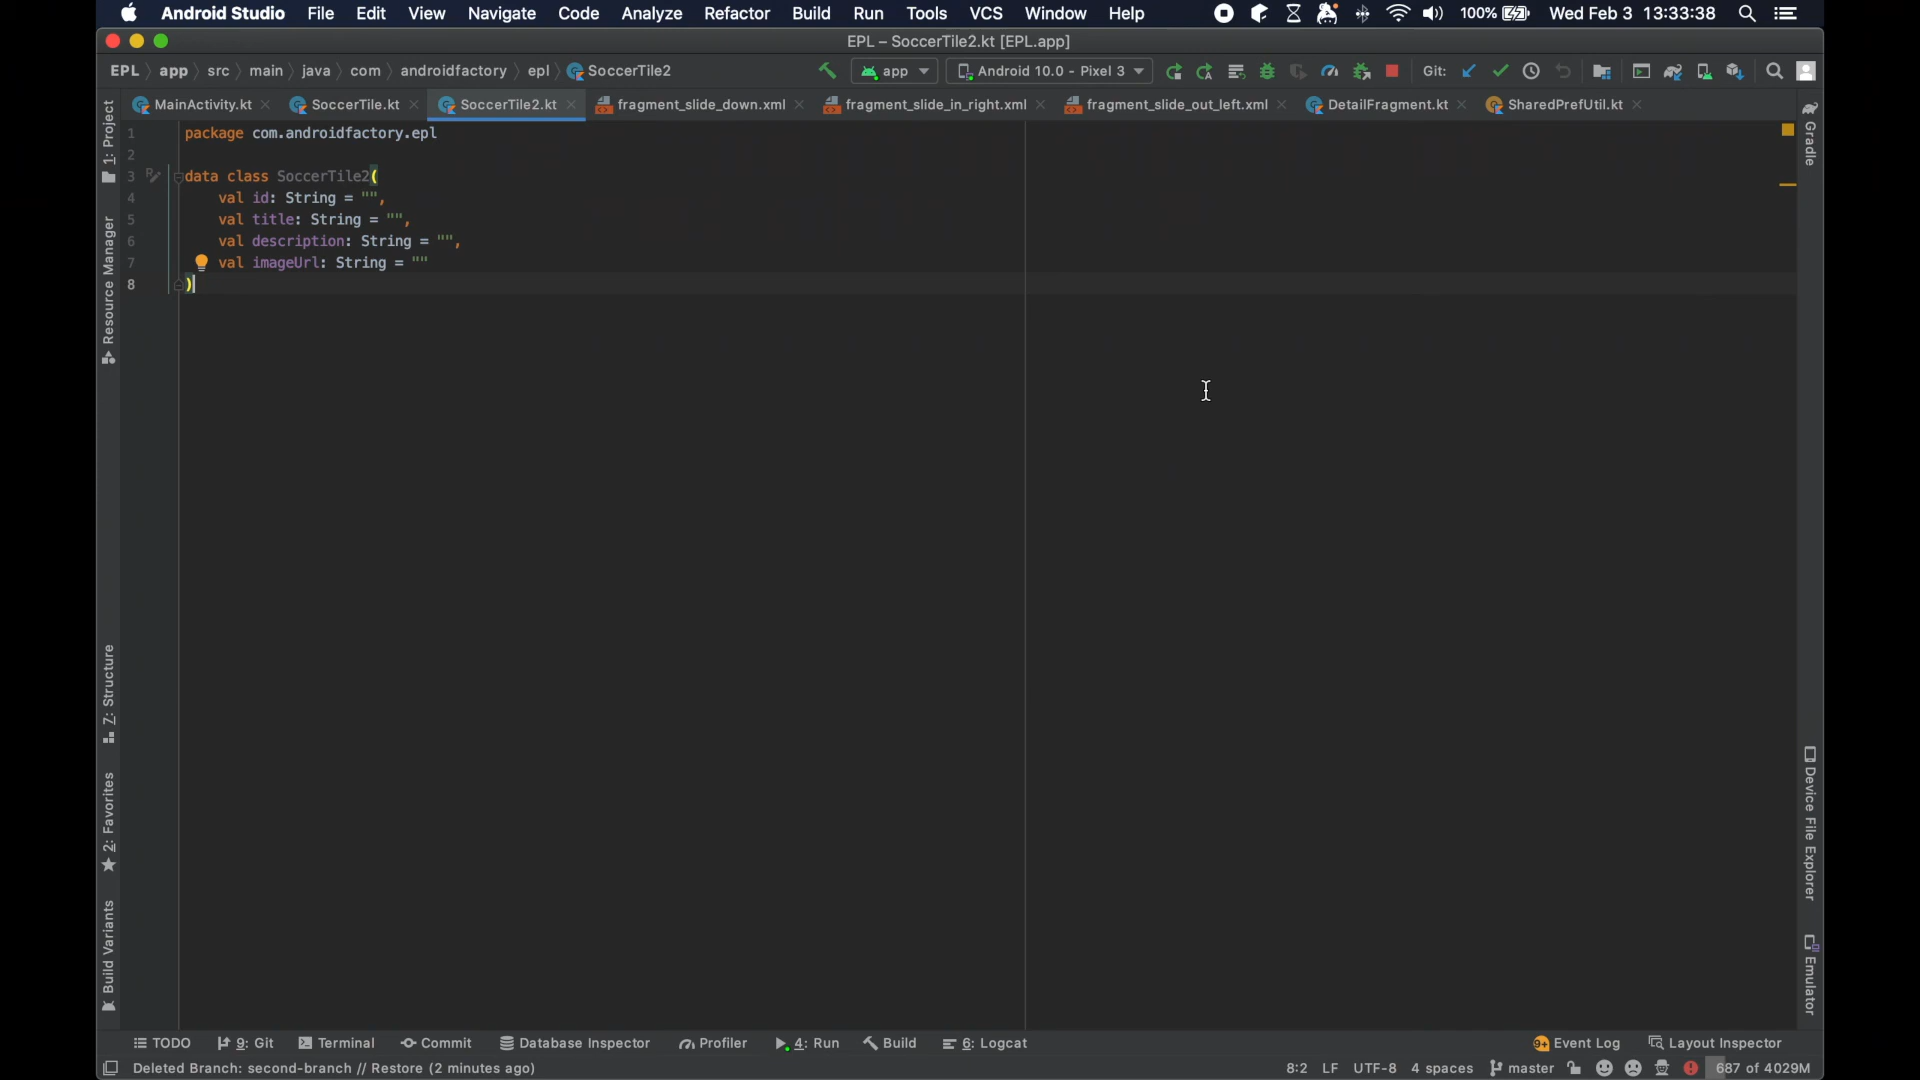 Android Studio File Edit View Navigate Code Analyze Refactor Build Run Tools VCS Window Help 100% Wed Feb 3 13:33:38
EPL – SoccerTile2.kt [EPL.app]
EPL app src main java com androidfactory epl SoccerTile2 app Android 10.0 - Pixel 3 Git:
MainActivity.kt SoccerTile.kt SoccerTile2.kt fragment_slide_down.xml fragment_slide_in_right.xml fragment_slide_out_left.xml DetailFragment.kt SharedPrefUtil.kt
1: Project
Resource Manager
Z: Structure
2: Favorites
Build Variants
1 package com.androidfactory.epl
2
3 data class SoccerTile2(
4 val id: String = "",
5 val title: String = "",
6 val description: String = "",
7 val imageUrl: String = ""
8 )
Gradle
Device File Explorer
Emulator
TODO 9: Git Terminal Commit Database Inspector Profiler 4: Run Build 6: Logcat 9+ Event Log Layout Inspector
Deleted Branch: second-branch // Restore (2 minutes ago) 8:2 LF UTF-8 4 spaces master 687 of 4029M